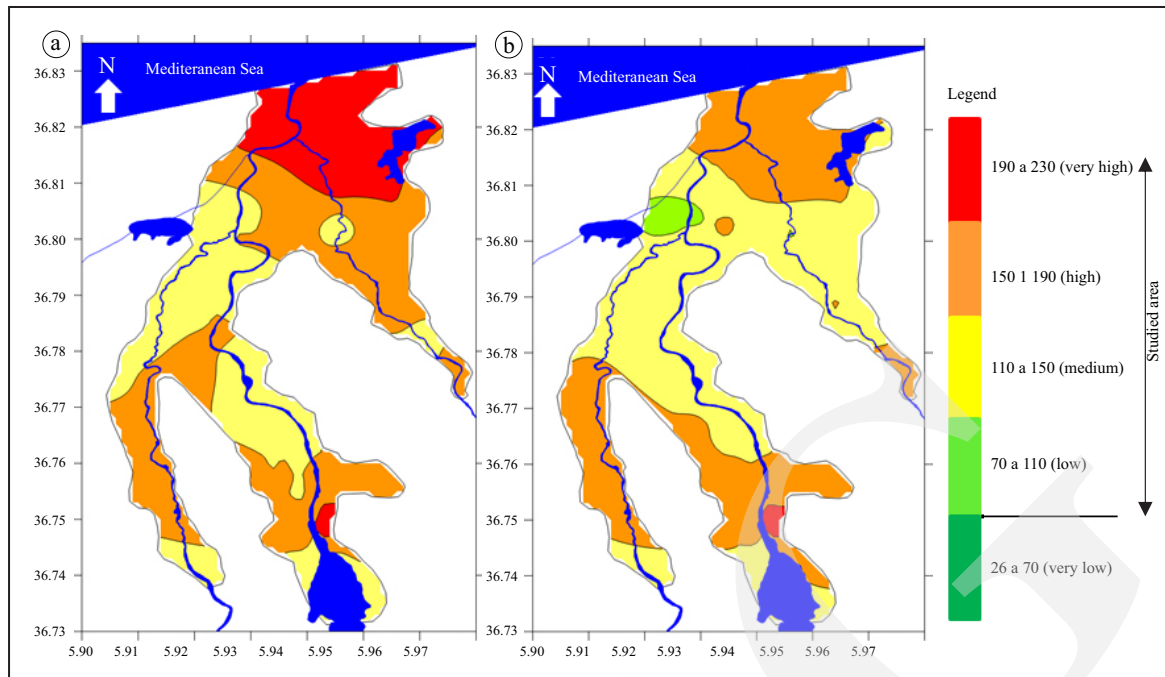 a
N
Mediteranean Sea
36.83
36.82
36.81
36.80
36.79
36.78
36.77
36.76
36.75
36.74
36.73
5.90
5.91
5.92
5.93
5.94
5.95
5.96
5.97
b
N
Mediteranean Sea
36.83
36.82
36.81
36.80
36.79
36.78
36.77
36.76
36.75
36.74
36.73
5.90
5.91
5.92
5.93
5.94
5.95
5.96
5.97
Legend
190 a 230 (very high)
150 1 190 (high)
110 a 150 (medium)
70 a 110 (low)
26 a 70 (very low)
Studied area